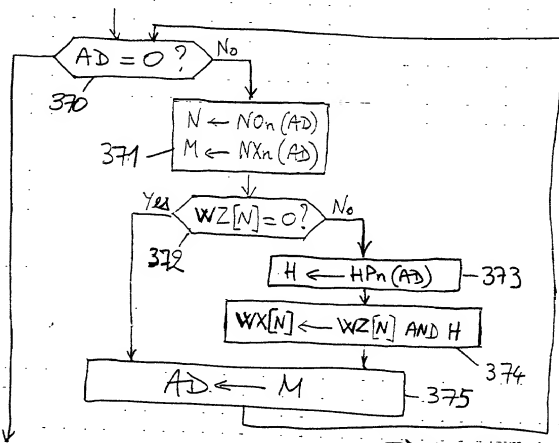 AD = 0 ?
No
370
N ← NOn (AD)
M ← NXn (AD)
371
Yes
WZ[N] = 0?
No
372
H ← HPn (AD)
373
WX[N] ← WZ[N] AND H
374
AD ← M
375